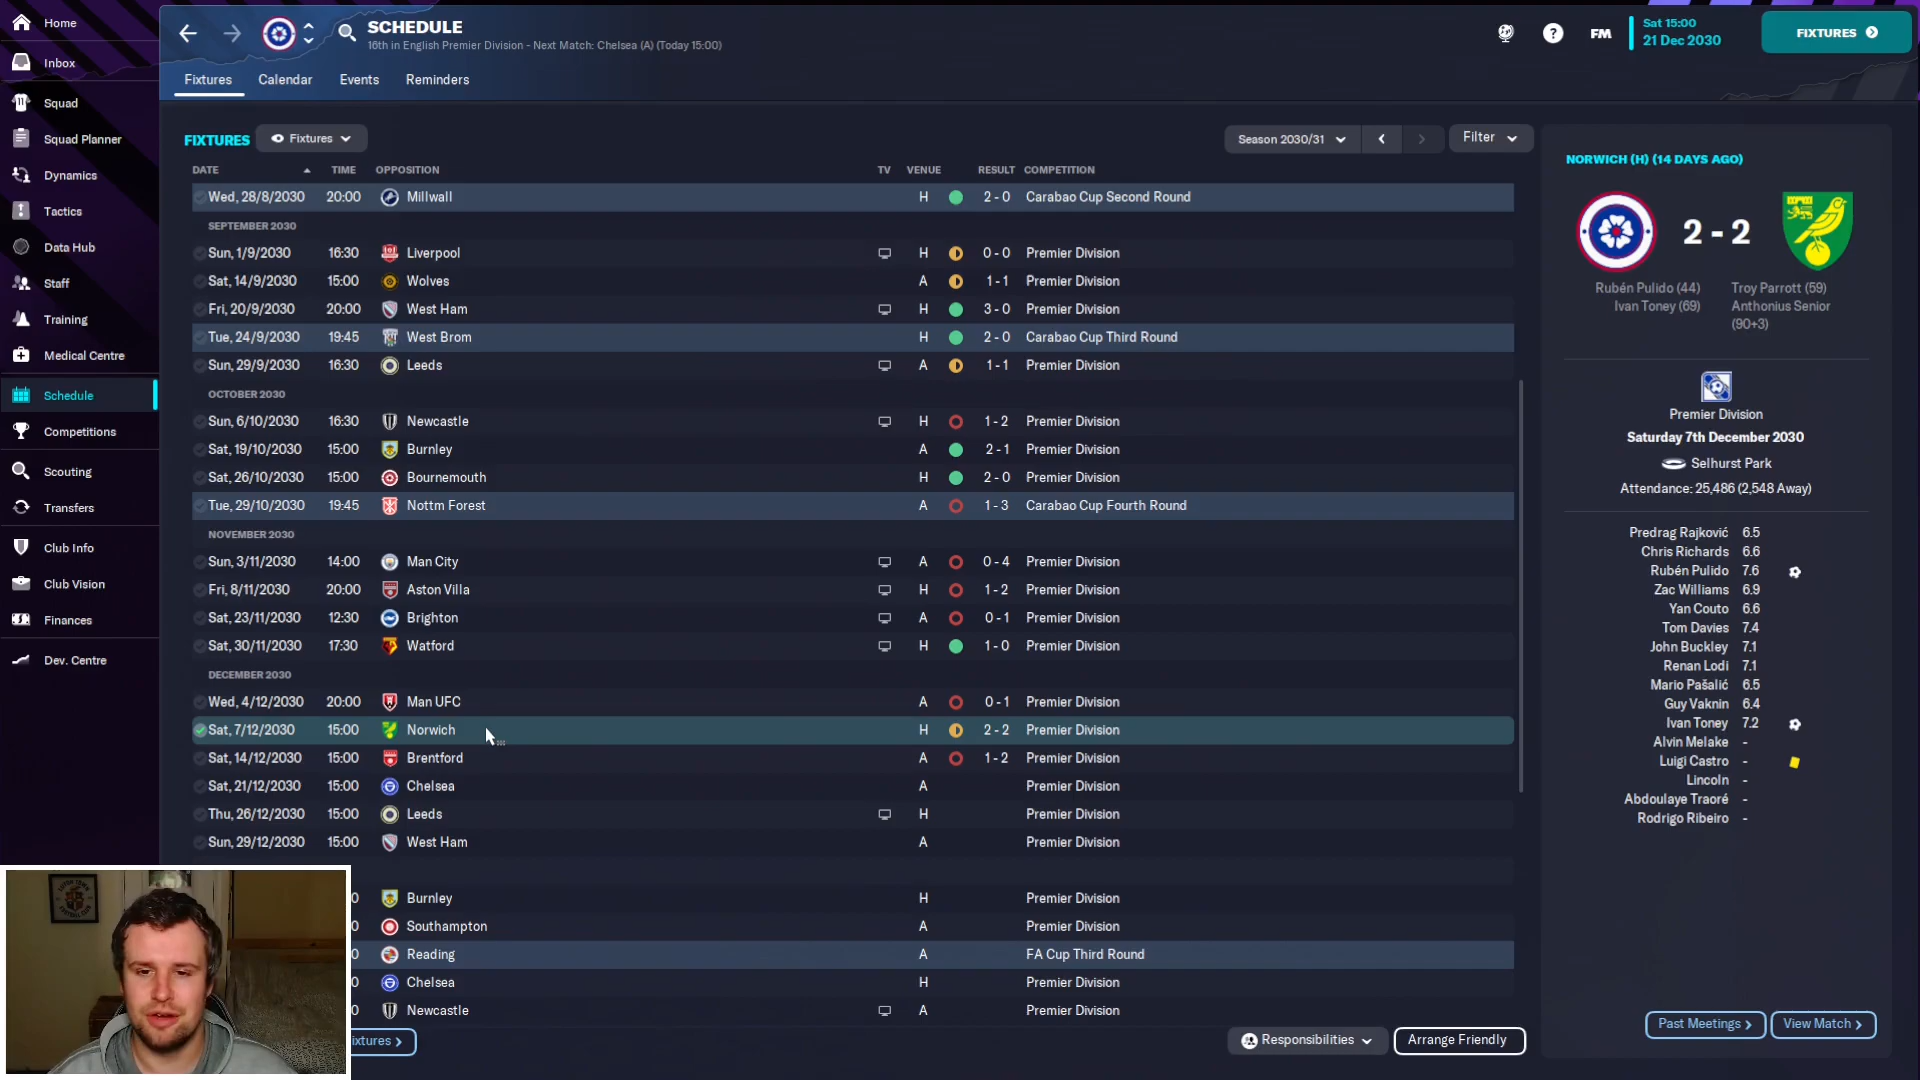 Home
Inbox
Squad
Squad Planner
Dynamics
Tactics
Data Hub
Staff
Training
Medical Centre
Schedule
Competitions
Scouting
Transfers
Club Info
Club Vision
Finances
Dev. Centre
SCHEDULE
16th in English Premier Division - Next Match: Chelsea (A) (Today 15:00)
? FM
Sat 15:00
21 Dec 2030
FIXTURES
Fixtures Calendar Events Reminders
FIXTURES Fixtures Season 2030/31 Filter
DATE TIME OPPOSITION TV VENUE RESULT COMPETITION
Wed, 28/8/2030 20:00 Millwall H 2 - 0 Carabao Cup Second Round
SEPTEMBER 2030
Sun, 1/9/2030 16:30 Liverpool H 0 - 0 Premier Division
Sat, 14/9/2030 15:00 Wolves A 1 - 1 Premier Division
Fri, 20/9/2030 20:00 West Ham H 3 - 0 Premier Division
Tue, 24/9/2030 19:45 West Brom H 2 - 0 Carabao Cup Third Round
Sun, 29/9/2030 16:30 Leeds A 1 - 1 Premier Division
OCTOBER 2030
Sun, 6/10/2030 16:30 Newcastle H 1 - 2 Premier Division
Sat, 19/10/2030 15:00 Burnley A 2 - 1 Premier Division
Sat, 26/10/2030 15:00 Bournemouth H 2 - 0 Premier Division
Tue, 29/10/2030 19:45 Nottm Forest A 1 - 3 Carabao Cup Fourth Round
NOVEMBER 2030
Sun, 3/11/2030 14:00 Man City A 0 - 4 Premier Division
Fri, 8/11/2030 20:00 Aston Villa H 1 - 2 Premier Division
Sat, 23/11/2030 12:30 Brighton A 0 - 1 Premier Division
Sat, 30/11/2030 17:30 Watford H 1 - 0 Premier Division
DECEMBER 2030
Wed, 4/12/2030 20:00 Man UFC A 0 - 1 Premier Division
Sat, 7/12/2030 15:00 Norwich H 2 - 2 Premier Division
Sat, 14/12/2030 15:00 Brentford A 1 - 2 Premier Division
Sat, 21/12/2030 15:00 Chelsea A Premier Division
Thu, 26/12/2030 15:00 Leeds H Premier Division
Sun, 29/12/2030 15:00 West Ham A Premier Division
0 Burnley H Premier Division
0 Southampton A Premier Division
0 Reading A FA Cup Third Round
0 Chelsea H Premier Division
0 Newcastle A Premier Division
ixtures Responsibilities Arrange Friendly
NORWICH (H) (14 DAYS AGO)
2 - 2
Rubén Pulido (44) Troy Parrott (59)
Ivan Toney (69) Anthonius Senior
(90+3)
Premier Division
Saturday 7th December 2030
Selhurst Park
Attendance: 25,486 (2,548 Away)
Predrag Rajković 6.5
Chris Richards 6.6
Rubén Pulido 7.6
Zac Williams 6.9
Yan Couto 6.6
Tom Davies 7.4
John Buckley 7.1
Renan Lodi 7.1
Mario Pašalić 6.5
Guy Vaknin 6.4
Ivan Toney 7.2
Alvin Melake -
Luigi Castro -
Lincoln -
Abdoulaye Traoré -
Rodrigo Ribeiro -
Past Meetings View Match